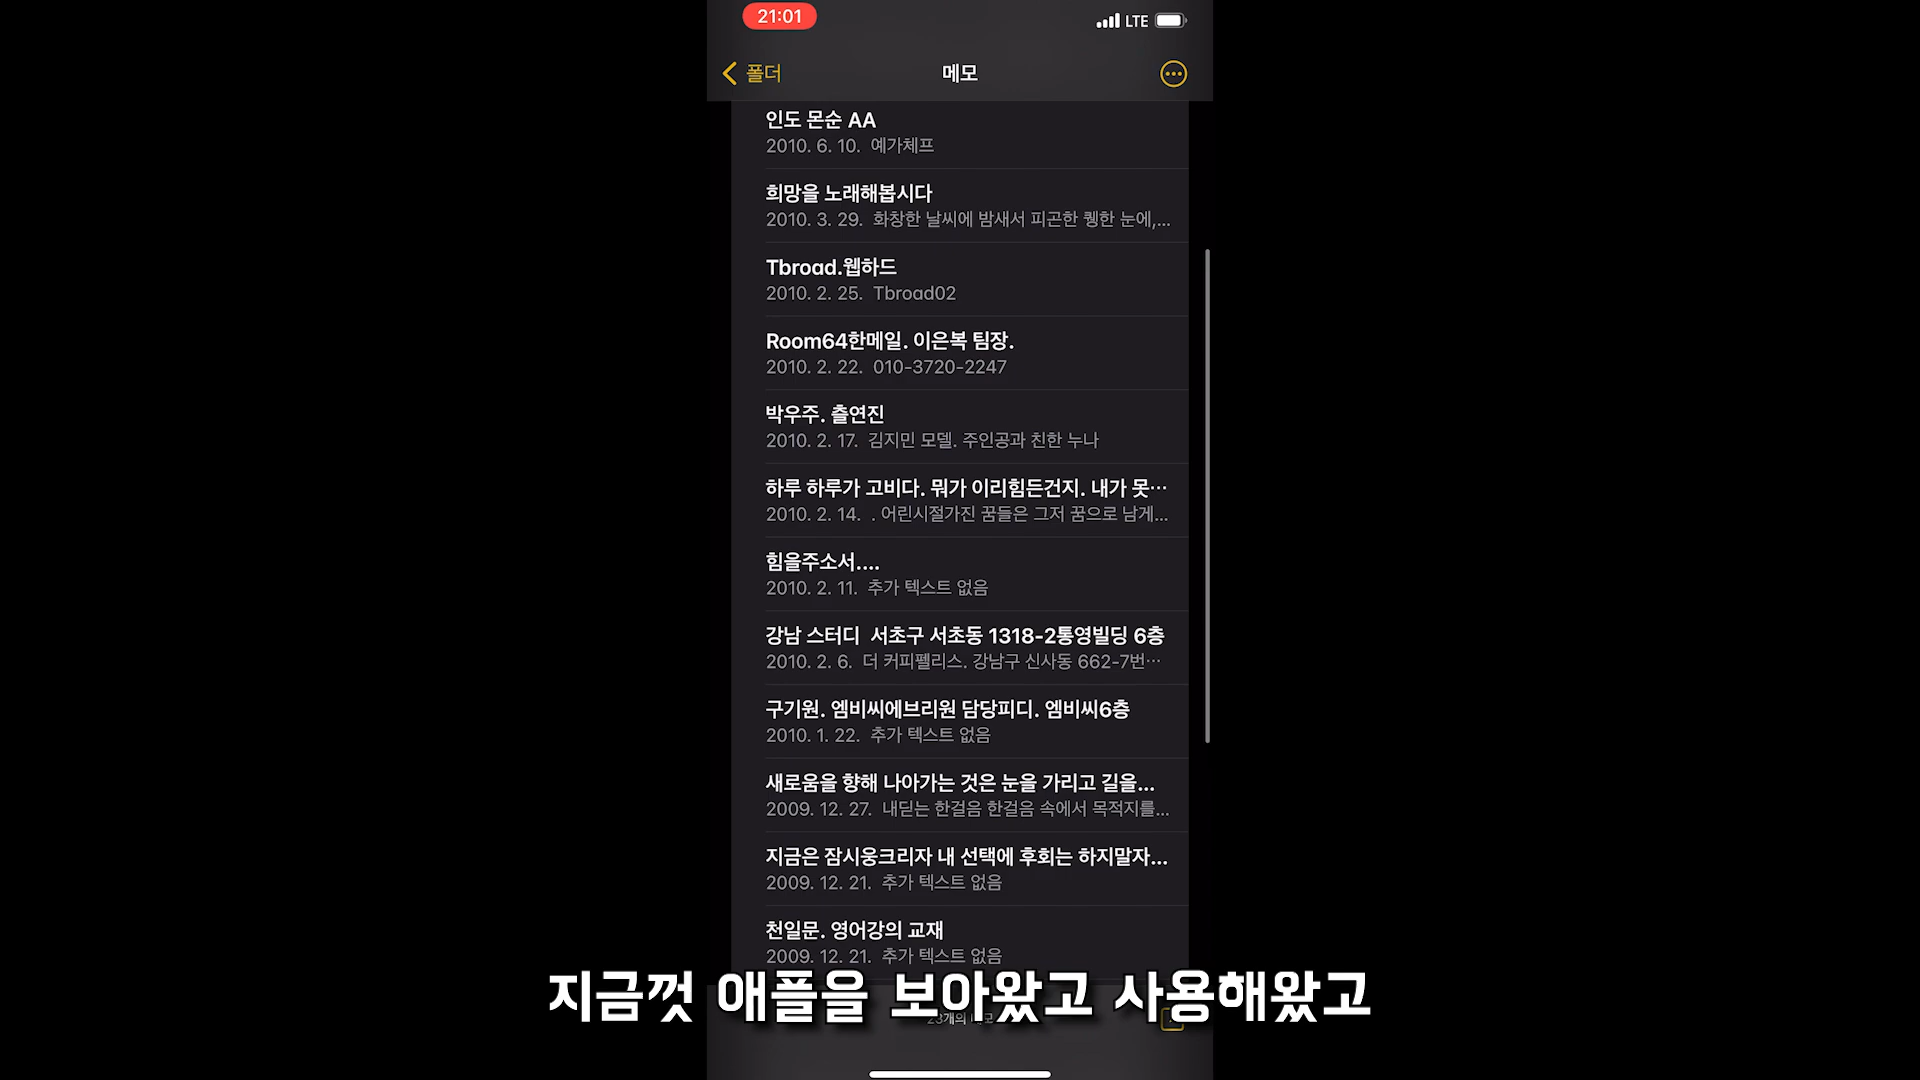 21:01
LTE
폴더
메모
인도 몬순 AA
2010. 6. 10. 예가체프
희망을 노래해봅시다
2010. 3. 29. 화창한 날씨에 밤새서 피곤한 퀭한 눈에,...
Tbroad.웹하드
2010. 2. 25. Tbroad02
Room64한메일. 이은복 팀장.
2010. 2. 22. 010-3720-2247
박우주. 츨연진
2010. 2. 17. 김지민 모델. 주인공과 친한 누나
하루 하루가 고비다. 뭐가 이리힘든건지. 내가 못…
2010. 2. 14. . 어린시절가진 꿈들은 그저 꿈으로 남게...
힘을주소서....
2010. 2. 11. 추가 텍스트 없음
강남 스터디 서초구 서초동 1318-2통영빌딩 6층
2010. 2. 6. 더 커피펠리스. 강남구 신사동 662-7번…
구기원. 엠비씨에브리원 담당피디. 엠비씨6층
2010. 1. 22. 추가 텍스트 없음
새로움을 향해 나아가는 것은 눈을 가리고 길을...
2009. 12. 27. 내딛는 한걸음 한걸음 속에서 목적지를...
지금은 잠시웅크리자 내 선택에 후회는 하지말자...
2009. 12. 21. 추가 텍스트 없음
천일문. 영어강의 교재
2009. 12. 21. 추가 텍스트 없음
지금껏 애플을 보아왔고 사용해왔고